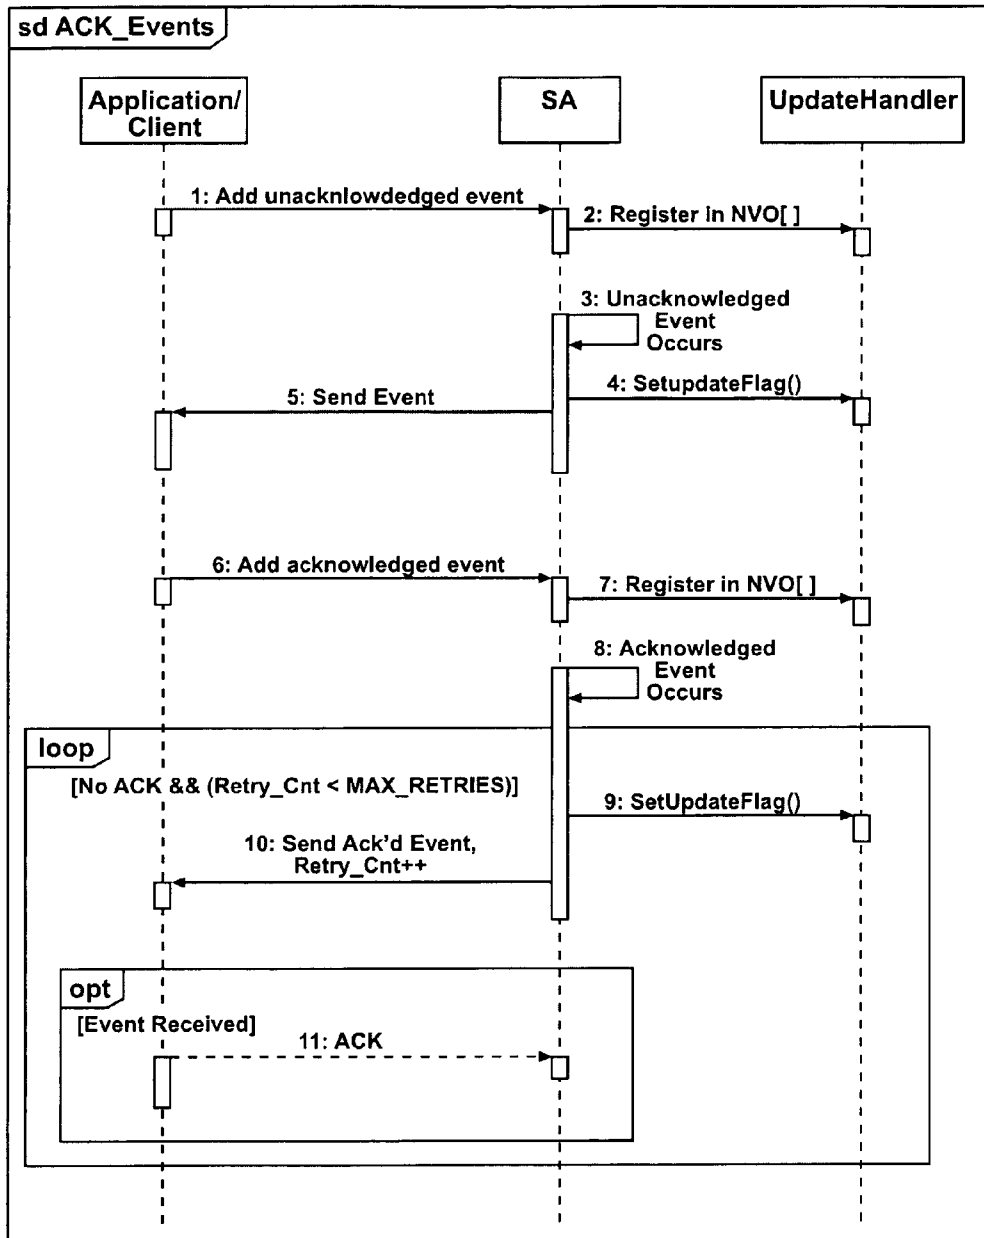 sd ACK_Events
Application/
Client
SA
UpdateHandler
1: Add unacknlowdedged event
2: Register in NVO[ ]
3: Unacknowledged
Event
Occurs
4: SetupdateFlag()
5: Send Event
6: Add acknowledged event
7: Register in NVO[ ]
8: Acknowledged
Event
Occurs
loop
[No ACK && (Retry_Cnt < MAX_RETRIES)]
9: SetUpdateFlag()
10: Send Ack'd Event,
Retry_Cnt++
opt
[Event Received]
11: ACK